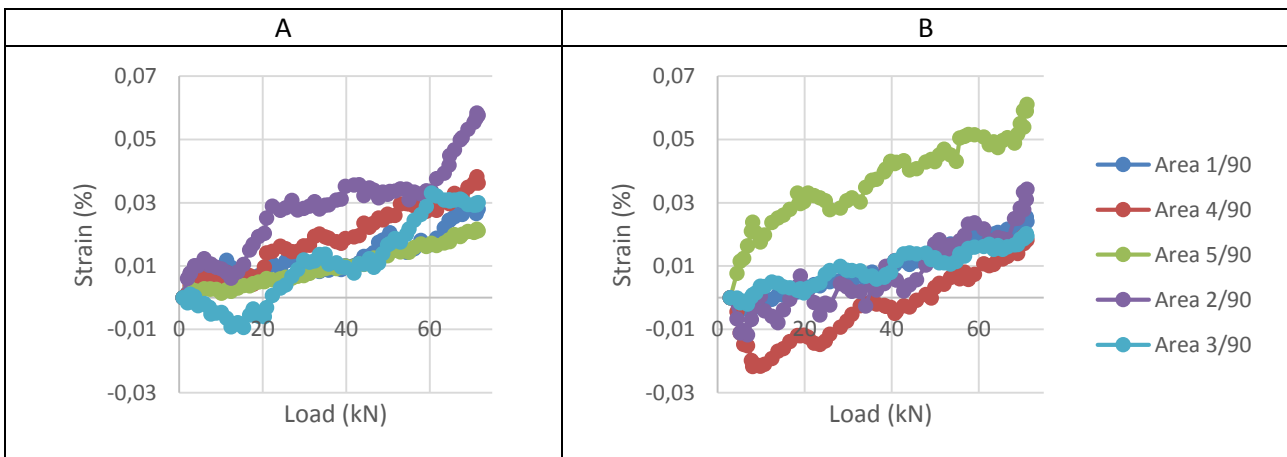 A
B
0,07
0,05
0,03
0,01
-0,01
-0,03
0
20
40
60
Strain (%)
Load (kN)
0,07
0,05
0,03
0,01
-0,01
-0,03
0
20
40
60
Strain (%)
Load (kN)
Area 1/90
Area 4/90
Area 5/90
Area 2/90
Area 3/90